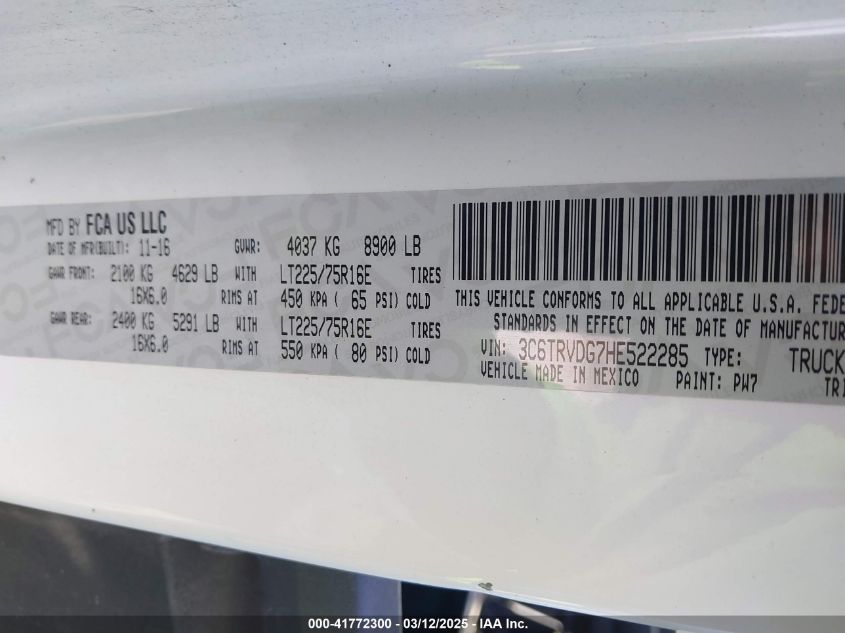 MFD BY FCA US LLC
DATE OF MFR(BUILT): 11-16 GVWR: 4037 KG 8900 LB
GAWR FRONT: 2100 KG 4629 LB WITH LT225/75R16E TIRES
16X6.0 RIMS AT 450 KPA ( 65 PSI) COLD
GAWR REAR: 2400 KG 5291 LB WITH LT225/75R16E TIRES
16X6.0 RIMS AT 550 KPA ( 80 PSI) COLD
THIS VEHICLE CONFORMS TO ALL APPLICABLE U.S.A. FEDE
STANDARDS IN EFFECT ON THE DATE OF MANUFACTUR
VIN: 3C6TRVDG7HE522285 TYPE: TRUCK
VEHICLE MADE IN MEXICO PAINT: PW7 TRI
000-41772300 - 03/12/2025 - IAA Inc.